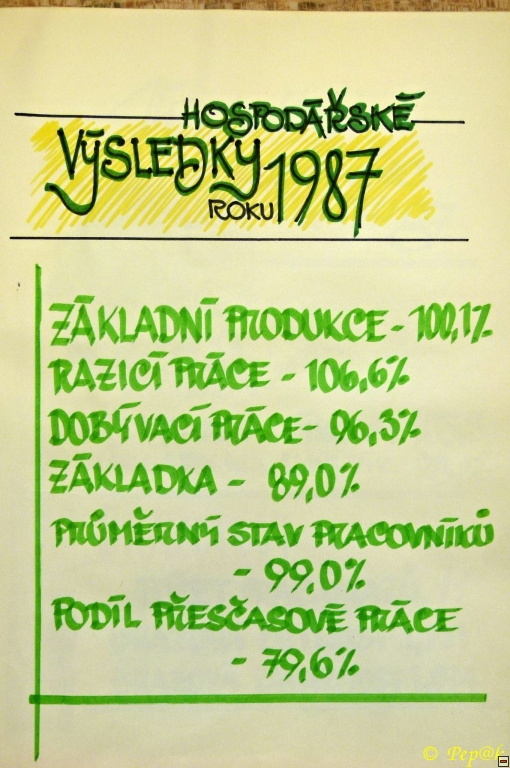 HOSPODÁŘSKÉ
VÝSLEDKY 1987
ROKU
ZÁKLADNÍ PRODUKCE - 100,1%
RAZICÍ PRÁCE - 106,6%
DOBÝVACÍ PRÁCE - 96,3%
ZÁKLADKA - 89,0%
PRŮMĚRNÝ STAV PRACOVNÍKŮ
- 99,0%
PODÍL PŘESČASOVÉ PRÁCE
- 79,6%
© Pep@k